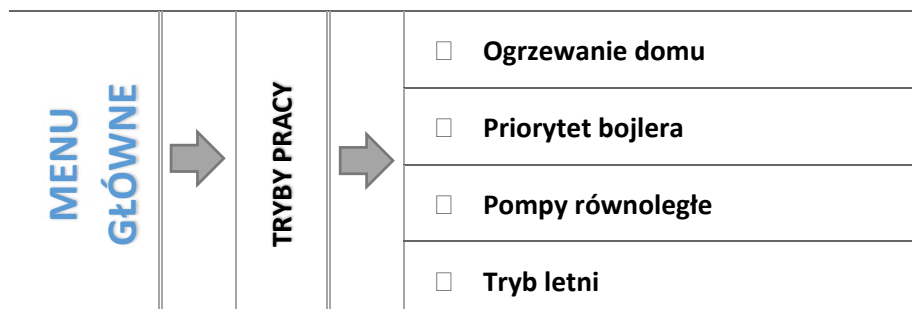 MENU
GŁÓWNE
TRYBY PRACY
Ogrzewanie domu
Priorytet bojlera
Pompy równoległe
Tryb letni